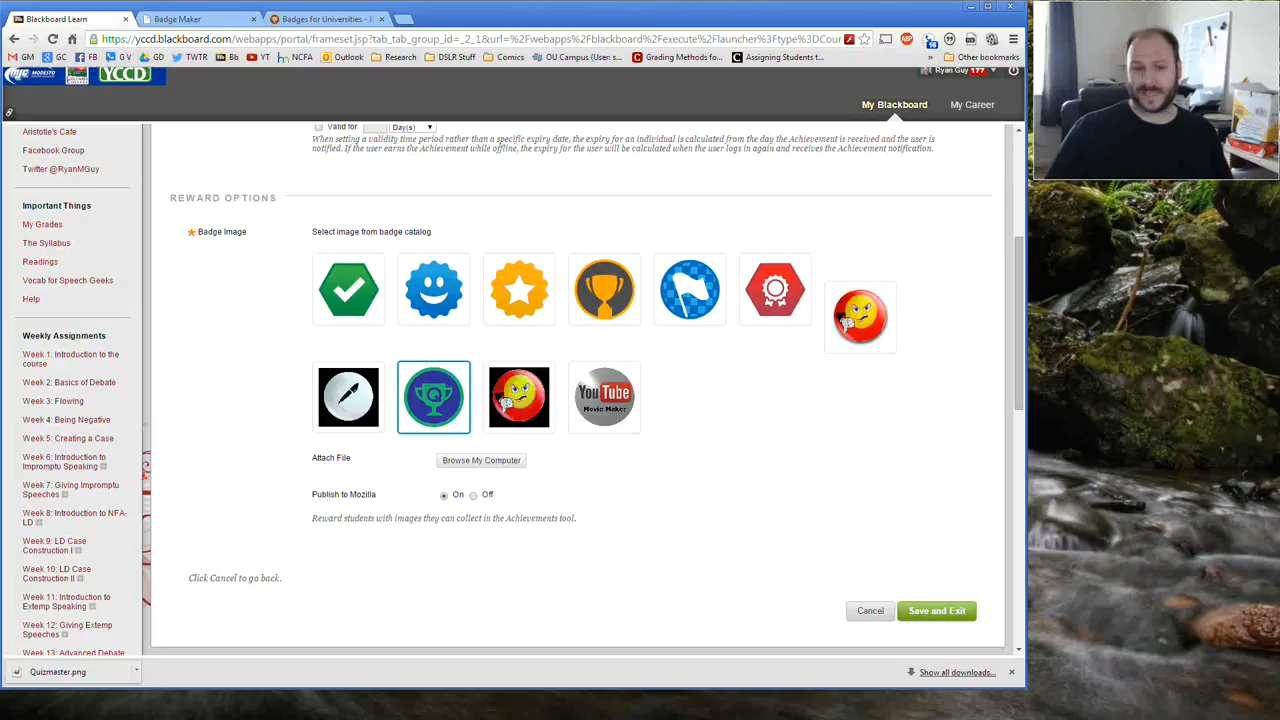 Blackboard Learn × Badge Maker × Badges for Universities - ×
https://yccd.blackboard.com/webapps/portal/frameset.jsp?tab_tab_group_id=_2_1&url=%2Fwebapps%2Fblackboard%2Fexecute%2Flauncher%3Ftype%3DCour
GM GC FB GV GD TWTR Bb YT NCFA Outlook Research DSLR Stuff Comics OU Campus (User: s... Grading Methods fo... Assigning Students t... » Other bookmarks
MJC MODESTO YCCD
Ryan Guy 177
My Blackboard My Career
Aristotle's Cafe
Facebook Group
Twitter @RyanMGuy
Important Things
My Grades
The Syllabus
Readings
Vocab for Speech Geeks
Help
Weekly Assignments
Week 1: Introduction to the
course
Week 2: Basics of Debate
Week 3: Flowing
Week 4: Being Negative
Week 5: Creating a Case
Week 6: Introduction to
Impromptu Speaking
Week 7: Giving Impromptu
Speeches
Week 8: Introduction to NFA-
LD
Week 9: LD Case
Construction I
Week 10: LD Case
Construction II
Week 11: Introduction to
Extemp Speaking
Week 12: Giving Extemp
Speeches
Week 13: Advanced Debate
Valid for Day(s)
When setting a validity time period rather than a specific expiry date, the expiry for an individual is calculated from the day the Achievement is received and the user is
notified. If the user earns the Achievement while offline, the expiry for the user will be calculated when the user logs in again and receives the Achievement notification.
REWARD OPTIONS
Badge Image Select image from badge catalog
Q
You Tube
Movie Maker
Attach File Browse My Computer
Publish to Mozilla On Off
Reward students with images they can collect in the Achievements tool.
Click Cancel to go back.
Cancel Save and Exit
Quizmaster.png Show all downloads... ×